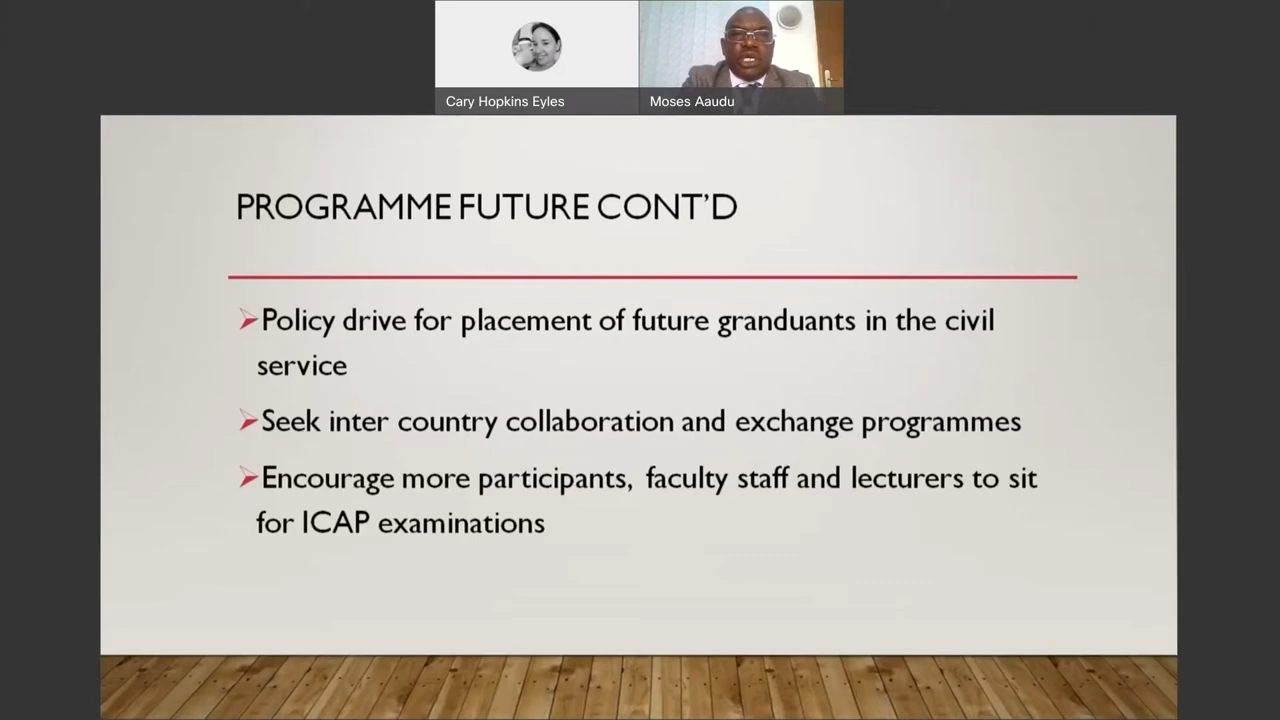 Cary Hopkins Eyles
Moses Aaudu
PROGRAMME FUTURE CONT'D
➢Policy drive for placement of future granduants in the civil
service
➢Seek inter country collaboration and exchange programmes
➢Encourage more participants, faculty staff and lecturers to sit
for ICAP examinations